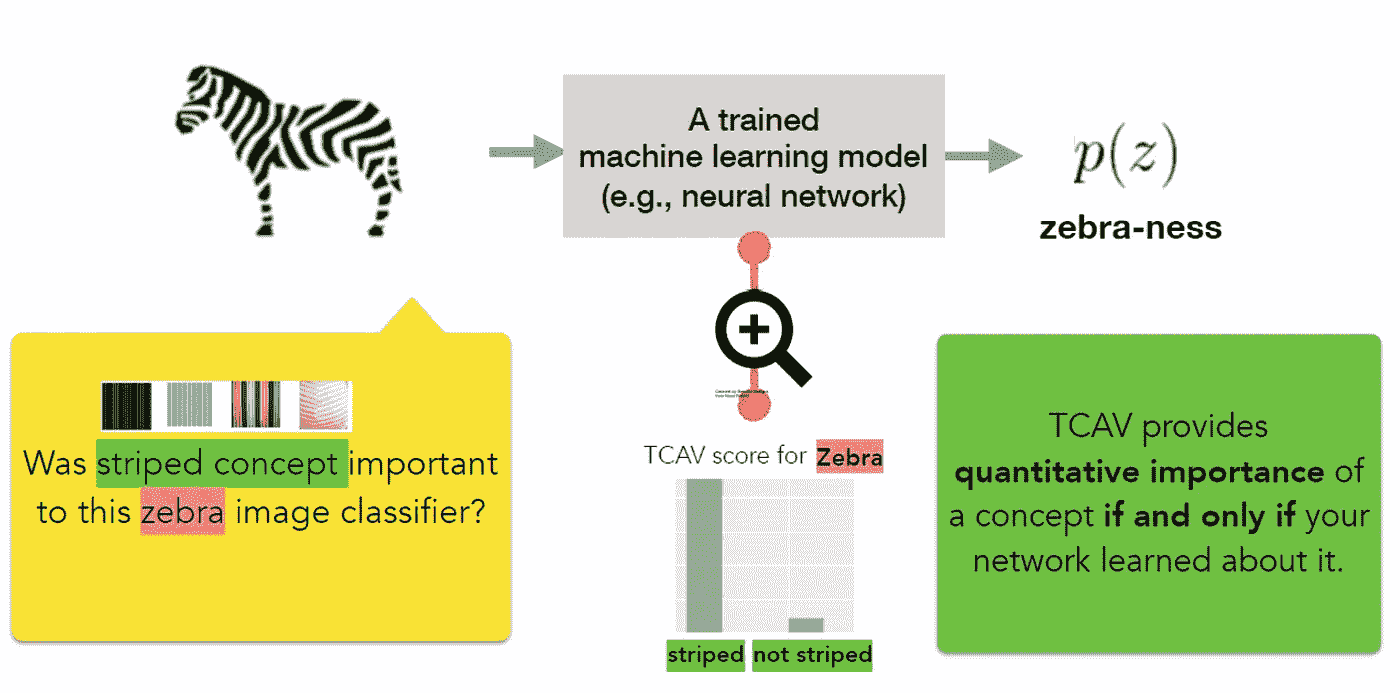 A trained
machine learning model
(e.g., neural network)
p(z)
zebra-ness
Was striped concept important
to this zebra image classifier?
TCAV score for Zebra
striped
not striped
TCAV provides
quantitative importance of
a concept if and only if your
network learned about it.